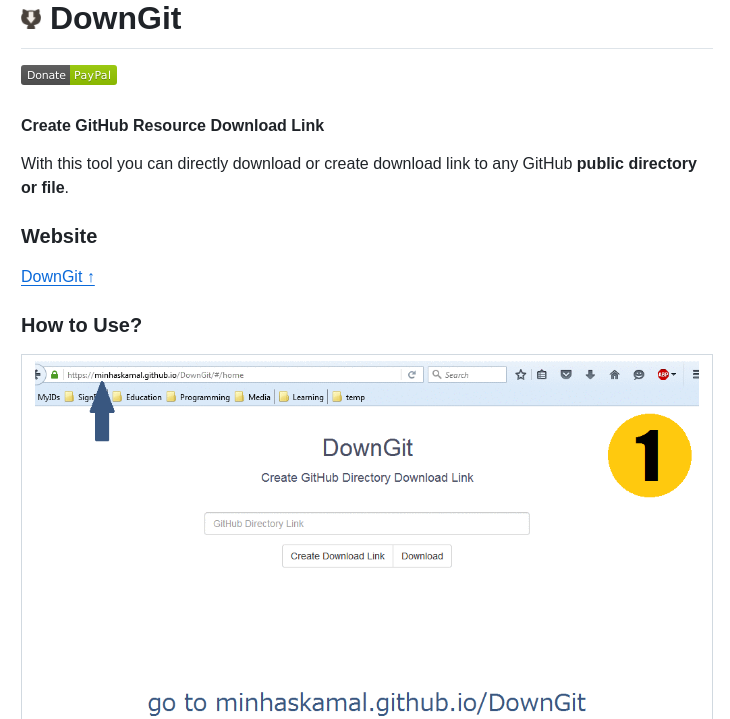 DownGit
Donate PayPal
Create GitHub Resource Download Link
With this tool you can directly download or create download link to any GitHub public directory
or file.
Website
DownGit ↑
How to Use?
https://minhaskamal.github.io/DownGit/#/home
Search
ABP
MyIDs
Education
Programming
Media
Learning
temp
DownGit
1
Create GitHub Directory Download Link
GitHub Directory Link
Create Download Link
Download
go to minhaskamal.github.io/DownGit